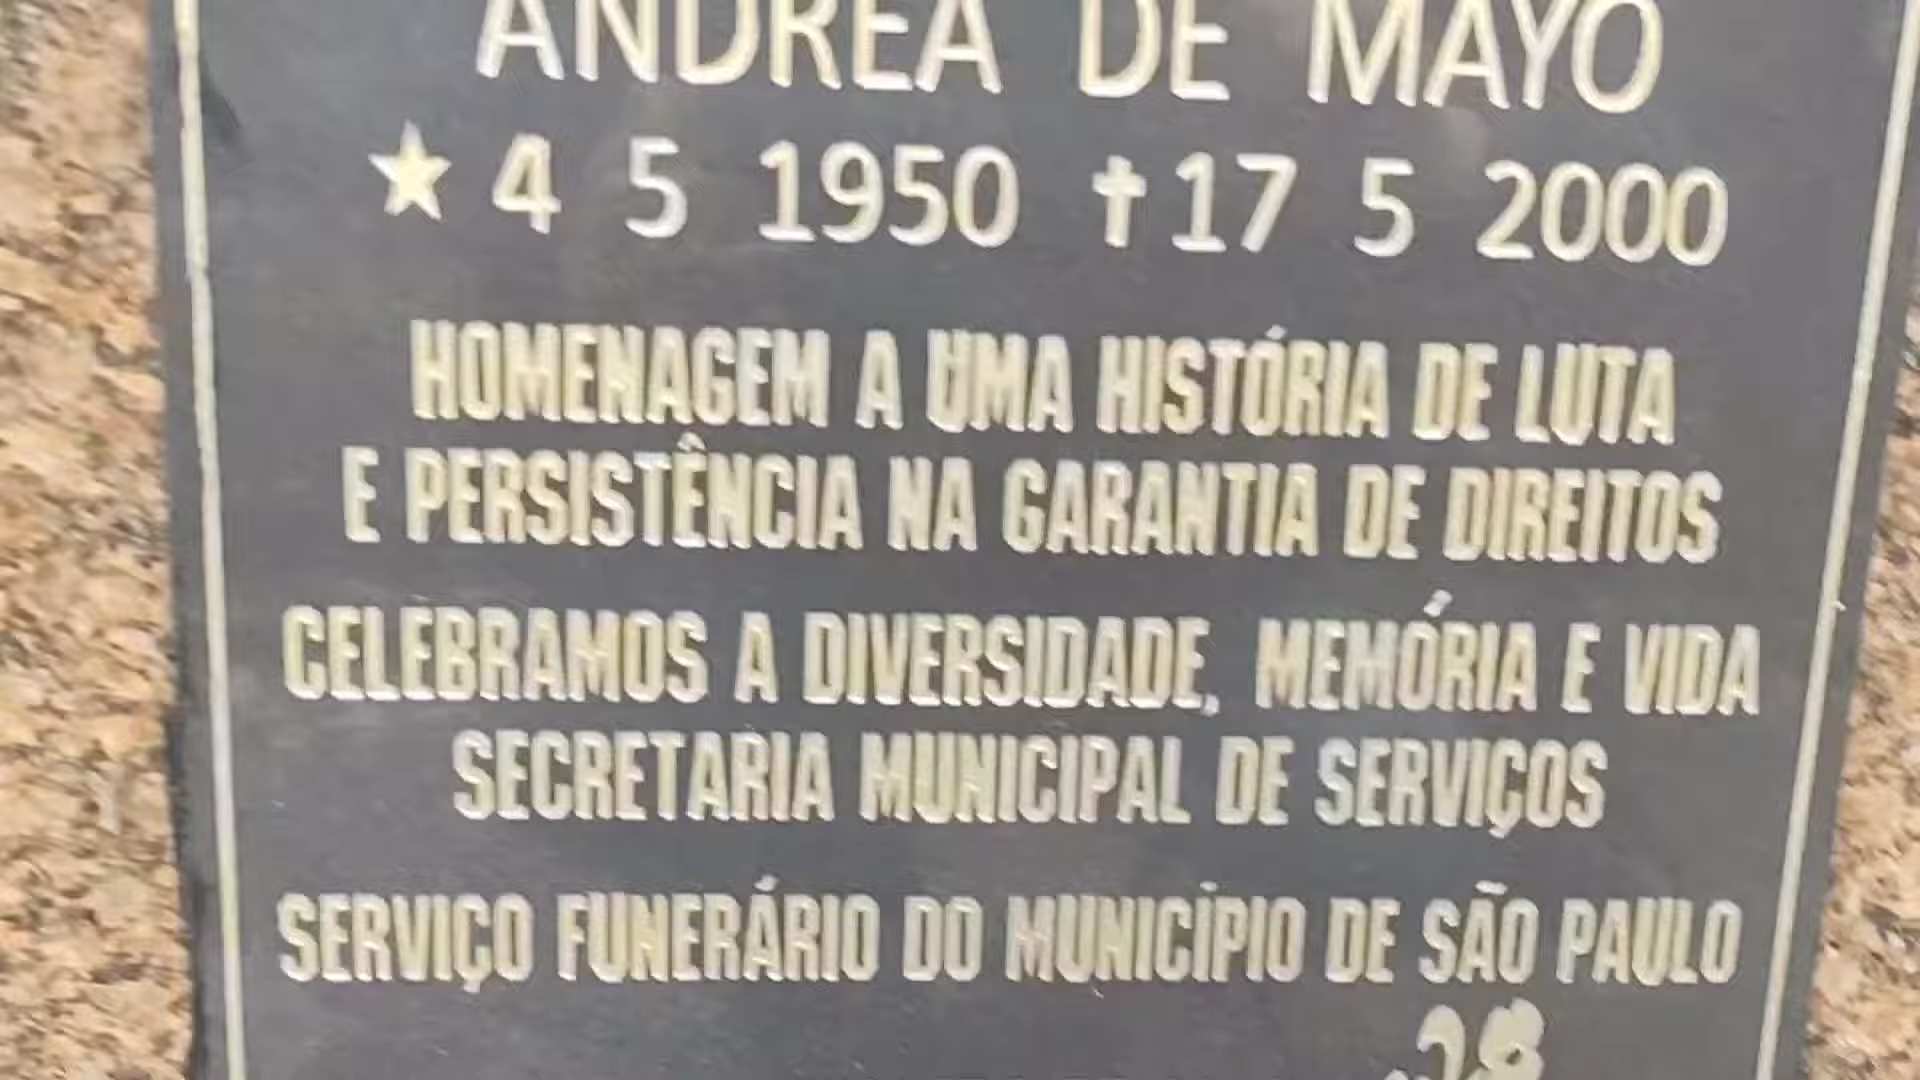 ANDREA DE MAYO
★ 4 5 1950 ✝ 17 5 2000
HOMENAGEM A UMA HISTÓRIA DE LUTA
E PERSISTÊNCIA NA GARANTIA DE DIREITOS
CELEBRAMOS A DIVERSIDADE, MEMÓRIA E VIDA
SECRETARIA MUNICIPAL DE SERVIÇOS
SERVIÇO FUNERÁRIO DO MUNICÍPIO DE SÃO PAULO